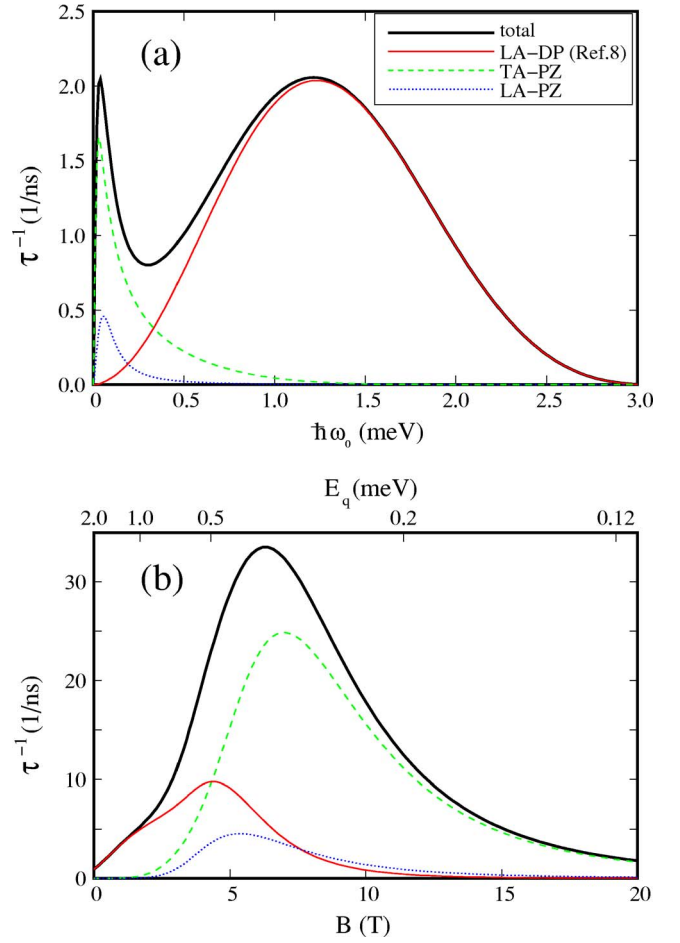 (a)
total
LA-DP (Ref.8)
TA-PZ
LA-PZ
τ⁻¹ (1/ns)
2.5
2.0
1.5
1.0
0.5
0.0
0 0.5 1.0 1.5 2.0 2.5 3.0
ħω₀ (meV)
E_q (meV)
2.0 1.0 0.5 0.2 0.12
(b)
τ⁻¹ (1/ns)
30
20
10
0
0 5 10 15 20
B (T)